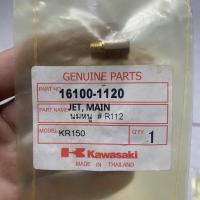 GENUINE PARTS
PART NO. 16100-1120
PART NAME JET, MAIN
นมหนู # R112
MODEL KR150 Q'TY 1
Kawasaki
MADE IN THAILAND